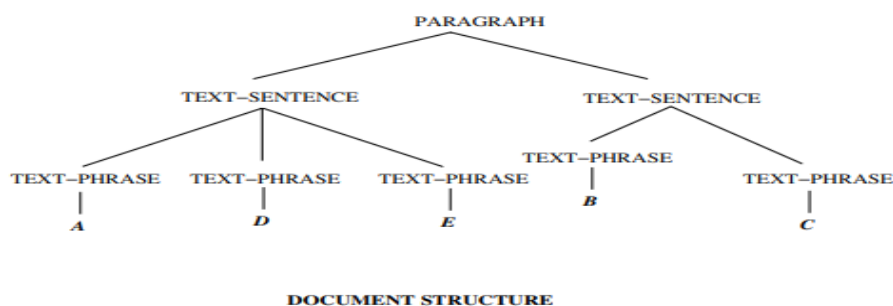 PARAGRAPH
TEXT–SENTENCE TEXT–SENTENCE
TEXT–PHRASE
TEXT–PHRASE TEXT–PHRASE TEXT–PHRASE TEXT–PHRASE
B
A D E C
DOCUMENT STRUCTURE